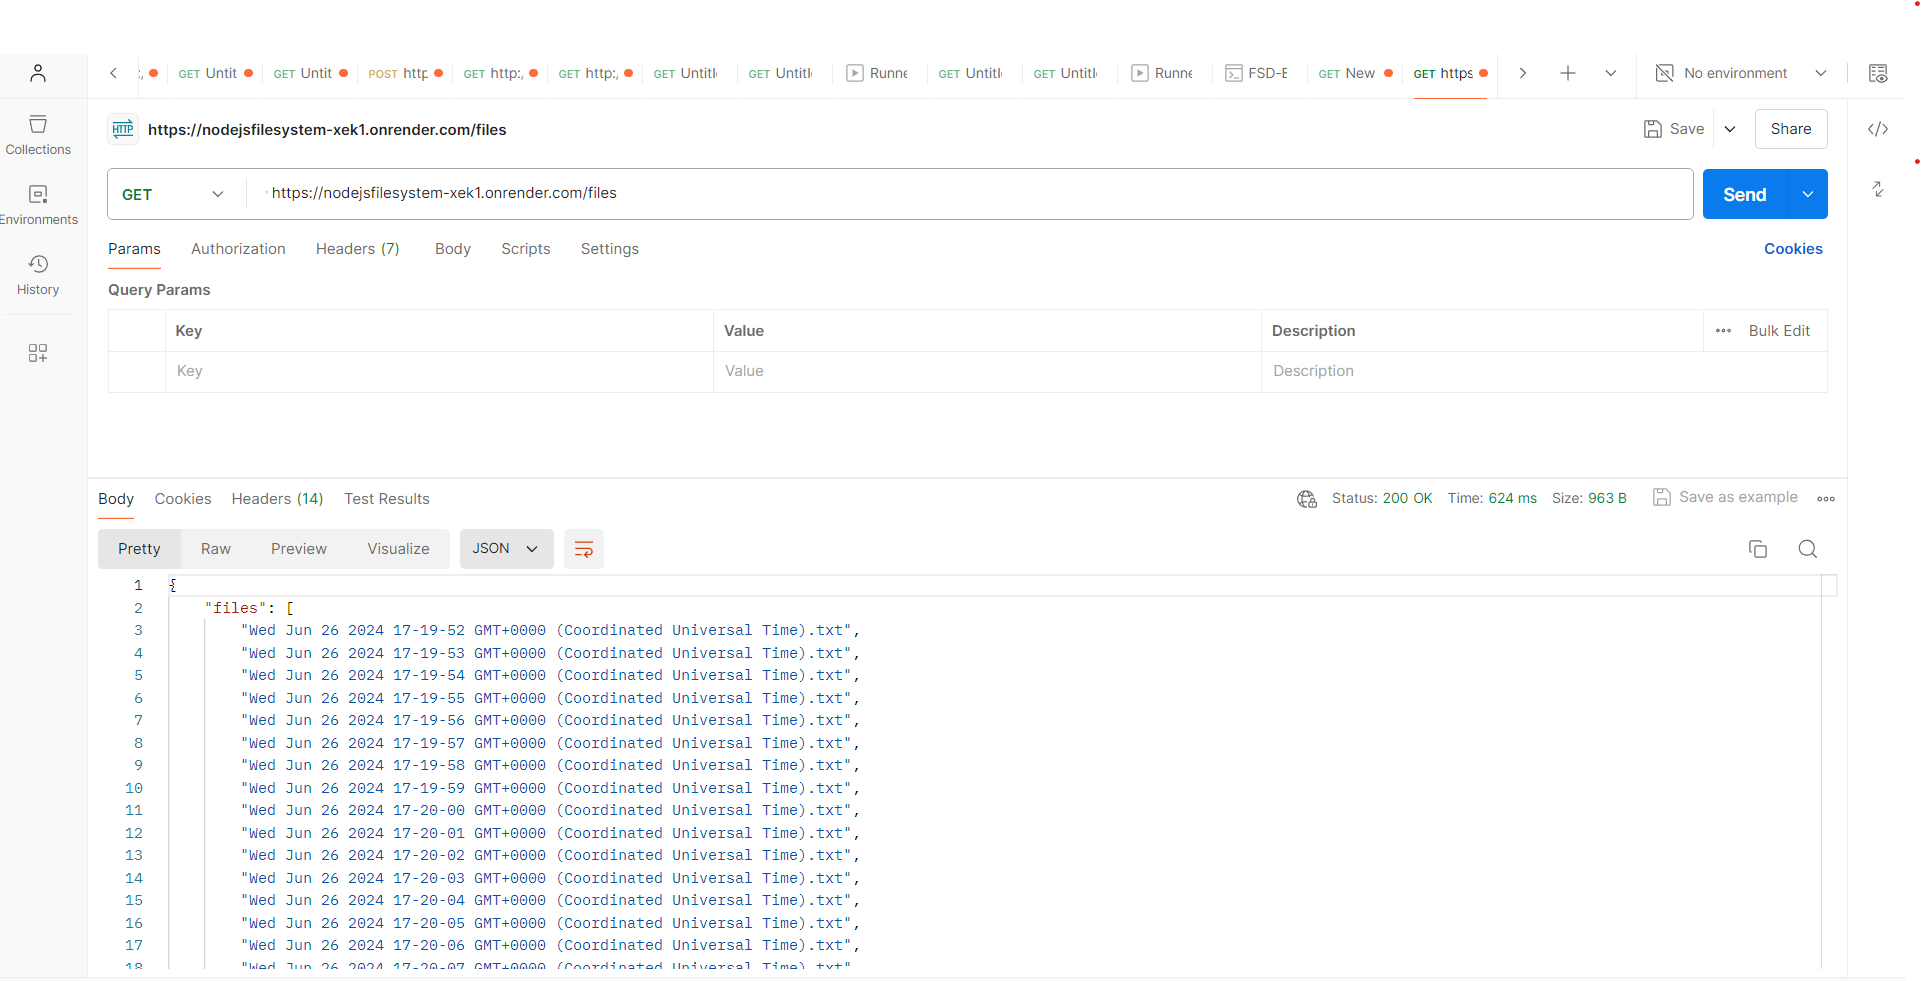 GET Untit
GET Untit
POST http
GET http:,
GET http:,
GET Untitl
GET Untitl
Runne
GET Untitl
GET Untitl
Runne
FSD-E
GET New
GET https
No environment
Collections
Environments
History
HTTP https://nodejsfilesystem-xek1.onrender.com/files
Save
Share
GET
https://nodejsfilesystem-xek1.onrender.com/files
Send
Params Authorization Headers (7) Body Scripts Settings Cookies
Query Params
Key Value Description Bulk Edit
Key Value Description
Body Cookies Headers (14) Test Results Status: 200 OK Time: 624 ms Size: 963 B Save as example
Pretty Raw Preview Visualize JSON
1 {
2 "files": [
3 "Wed Jun 26 2024 17-19-52 GMT+0000 (Coordinated Universal Time).txt",
4 "Wed Jun 26 2024 17-19-53 GMT+0000 (Coordinated Universal Time).txt",
5 "Wed Jun 26 2024 17-19-54 GMT+0000 (Coordinated Universal Time).txt",
6 "Wed Jun 26 2024 17-19-55 GMT+0000 (Coordinated Universal Time).txt",
7 "Wed Jun 26 2024 17-19-56 GMT+0000 (Coordinated Universal Time).txt",
8 "Wed Jun 26 2024 17-19-57 GMT+0000 (Coordinated Universal Time).txt",
9 "Wed Jun 26 2024 17-19-58 GMT+0000 (Coordinated Universal Time).txt",
10 "Wed Jun 26 2024 17-19-59 GMT+0000 (Coordinated Universal Time).txt",
11 "Wed Jun 26 2024 17-20-00 GMT+0000 (Coordinated Universal Time).txt",
12 "Wed Jun 26 2024 17-20-01 GMT+0000 (Coordinated Universal Time).txt",
13 "Wed Jun 26 2024 17-20-02 GMT+0000 (Coordinated Universal Time).txt",
14 "Wed Jun 26 2024 17-20-03 GMT+0000 (Coordinated Universal Time).txt",
15 "Wed Jun 26 2024 17-20-04 GMT+0000 (Coordinated Universal Time).txt",
16 "Wed Jun 26 2024 17-20-05 GMT+0000 (Coordinated Universal Time).txt",
17 "Wed Jun 26 2024 17-20-06 GMT+0000 (Coordinated Universal Time).txt",
18 "Wed Jun 26 2024 17-20-07 GMT+0000 (Coordinated Universal Time).txt"